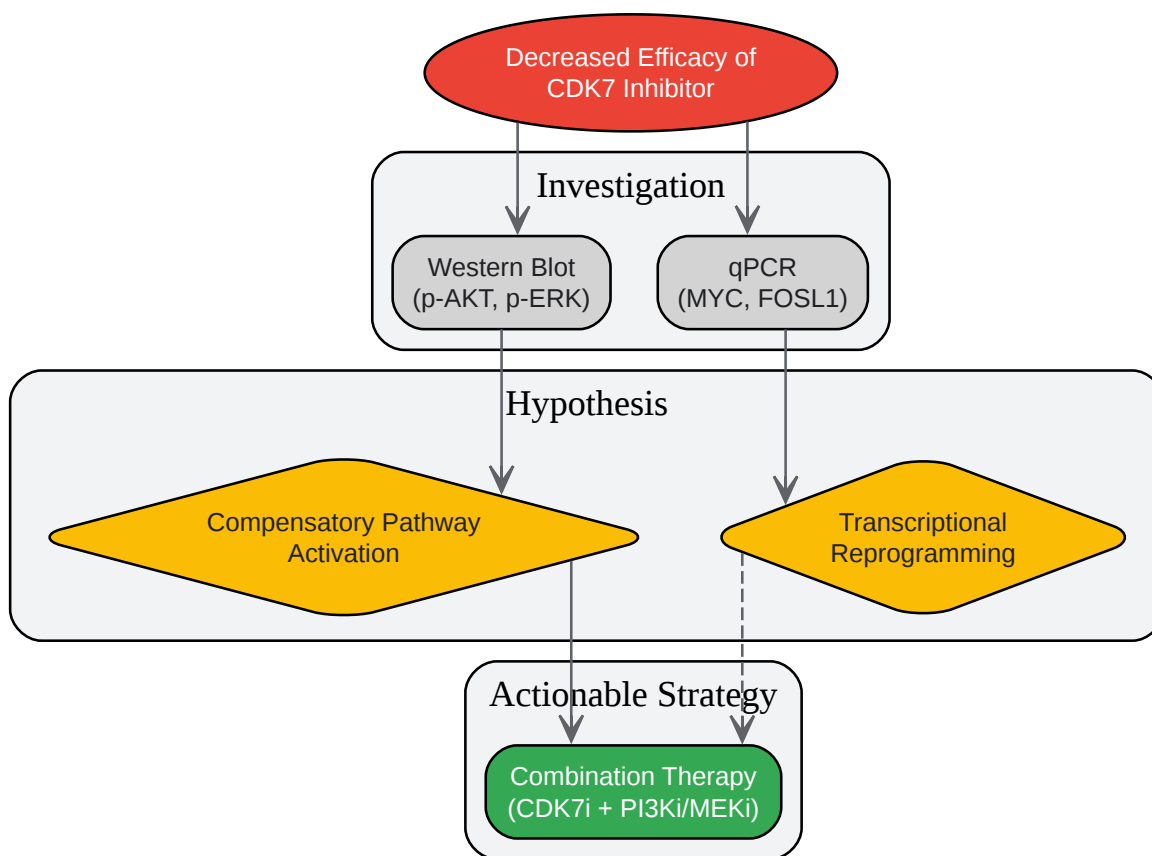 Decreased Efficacy of
CDK7 Inhibitor
Investigation
Western Blot
(p-AKT, p-ERK)
qPCR
(MYC, FOSL1)
Hypothesis
Compensatory Pathway
Activation
Transcriptional
Reprogramming
Actionable Strategy
Combination Therapy
(CDK7i + PI3Ki/MEKi)